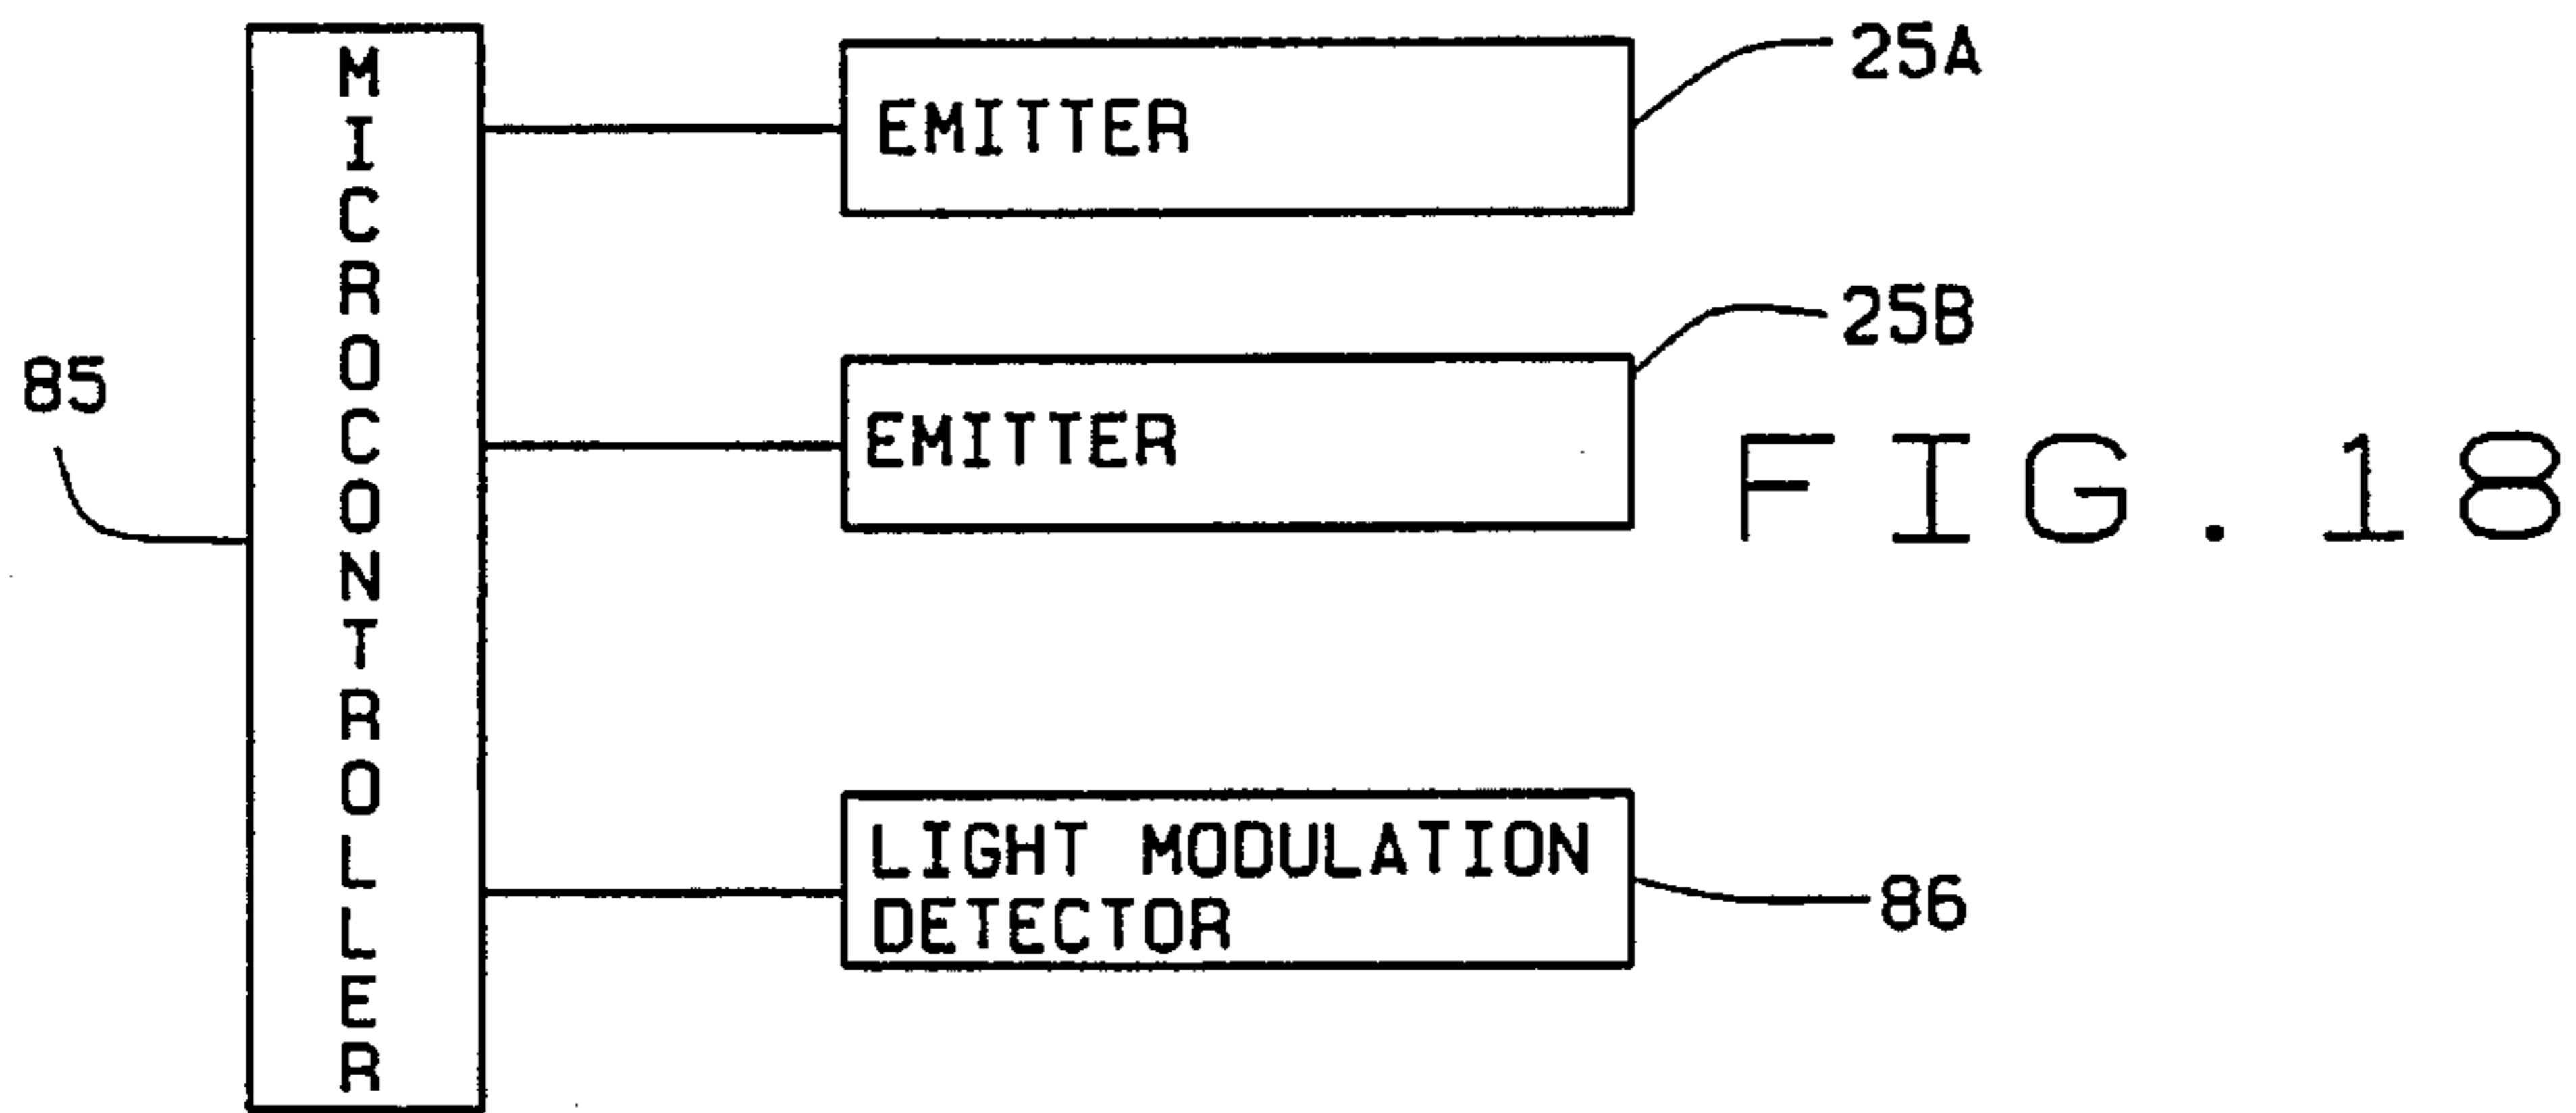 MICROCONTROLLER
85
EMITTER
25A
EMITTER
25B
LIGHT MODULATION
DETECTOR
86
FIG. 18